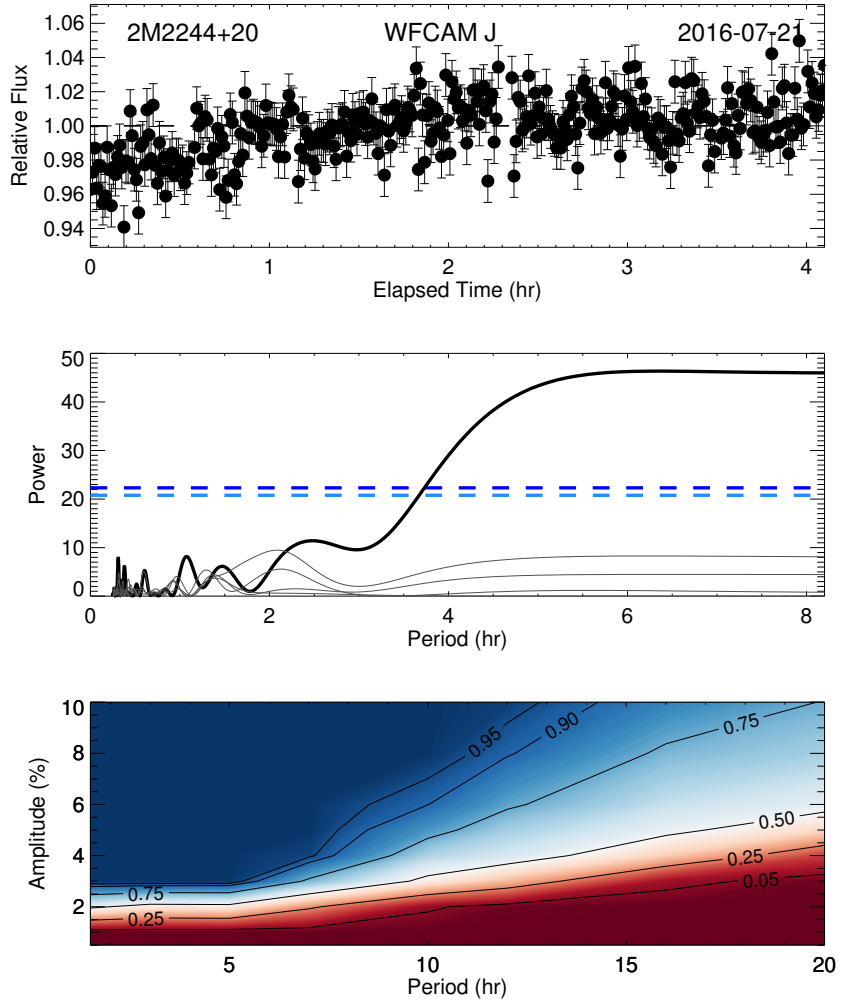 2M2244+20 WFCAM J 2016-07-21
1.06
1.04
1.02
1.00
0.98
0.96
0.94
Relative Flux
0 1 2 3 4
Elapsed Time (hr)
50
40
30
20
10
0
Power
0 2 4 6 8
Period (hr)
10
8
6
4
2
Amplitude (%)
0.95
0.90
0.75
0.50
0.25
0.05
0.75
0.25
5 10 15 20
Period (hr)